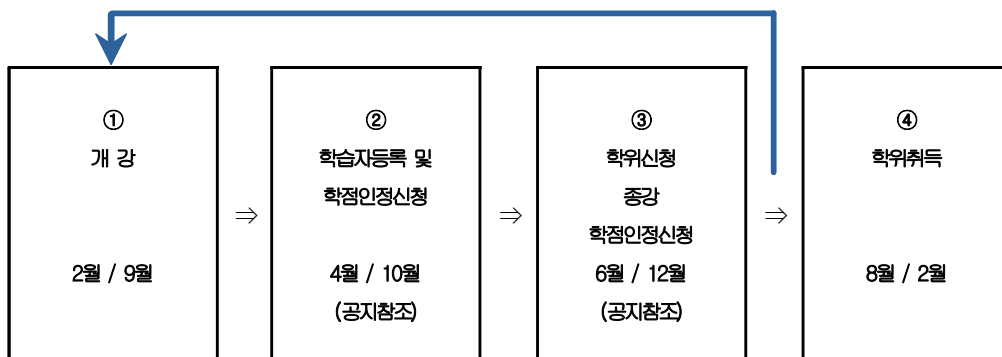 ①
개 강
2월 / 9월
⇒
②
학습자등록 및
학점인정신청
4월 / 10월
(공지참조)
⇒
③
학위신청
종강
학점인정신청
6월 / 12월
(공지참조)
⇒
④
학위취득
8월 / 2월